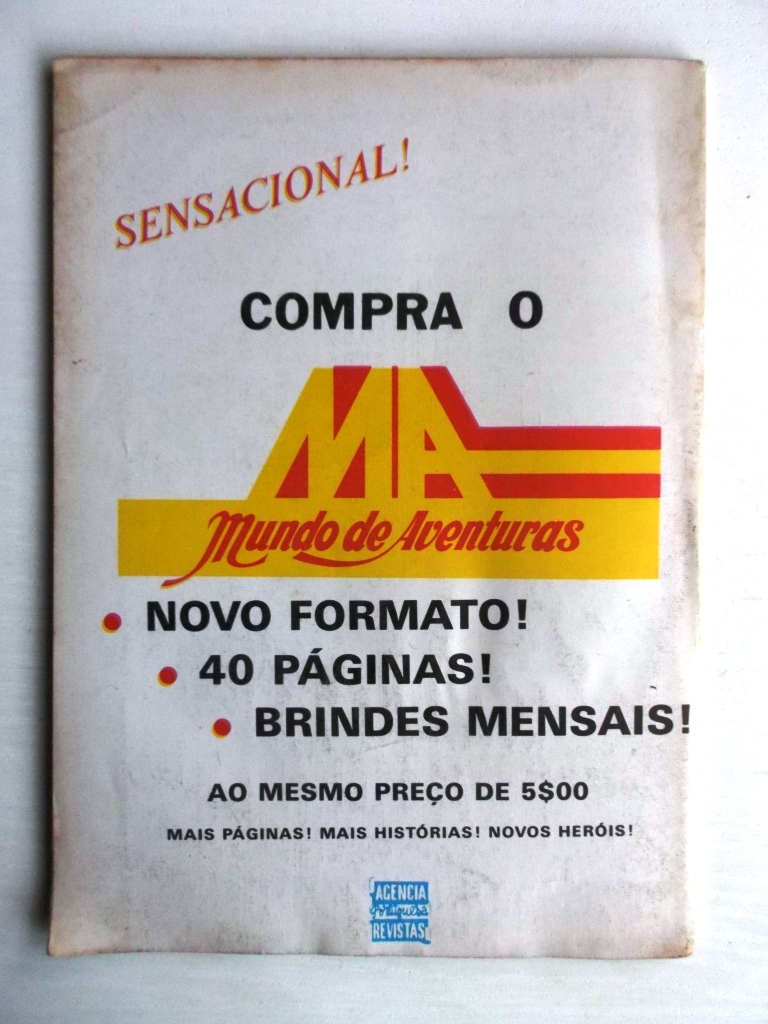 SENSACIONAL!
COMPRA O
MA
Mundo de Aventuras
• NOVO FORMATO!
• 40 PÁGINAS!
• BRINDES MENSAIS!
AO MESMO PREÇO DE 5$00
MAIS PÁGINAS! MAIS HISTÓRIAS! NOVOS HERÓIS!
AGENCIA
Portuguesa
REVISTAS